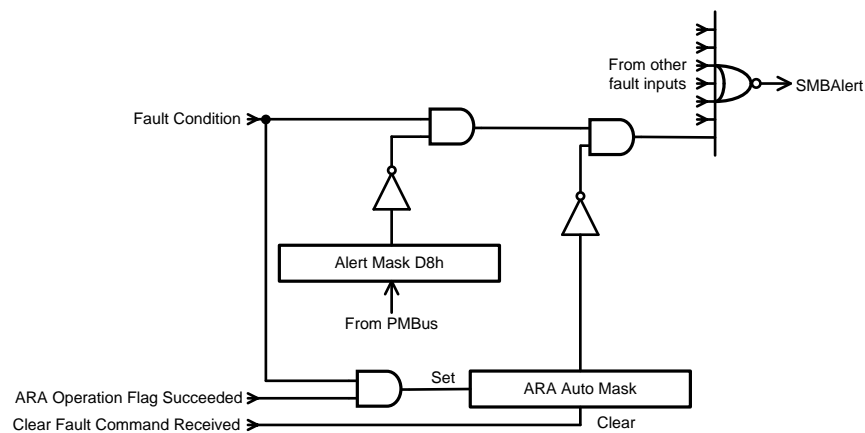 From other
fault inputs
SMBAlert
Fault Condition
Alert Mask D8h
From PMBus
Set
ARA Auto Mask
ARA Operation Flag Succeeded
Clear Fault Command Received
Clear